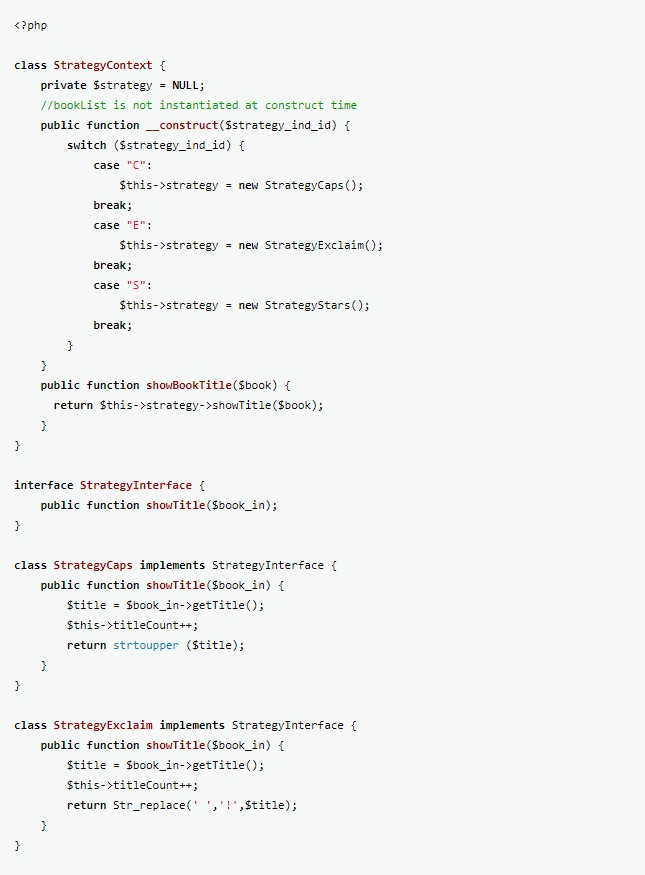 <?php
class StrategyContext {
private $strategy = NULL;
//bookList is not instantiated at construct time
public function __construct($strategy_ind_id) {
switch ($strategy_ind_id) {
case "C":
$this->strategy = new StrategyCaps();
break;
case "E":
$this->strategy = new StrategyExclaim();
break;
case "S":
$this->strategy = new StrategyStars();
break;
}
}
public function showBookTitle($book) {
return $this->strategy->showTitle($book);
}
}
interface StrategyInterface {
public function showTitle($book_in);
}
class StrategyCaps implements StrategyInterface {
public function showTitle($book_in) {
$title = $book_in->getTitle();
$this->titleCount++;
return strtoupper ($title);
}
}
class StrategyExclaim implements StrategyInterface {
public function showTitle($book_in) {
$title = $book_in->getTitle();
$this->titleCount++;
return Str_replace(' ','!',$title);
}
}